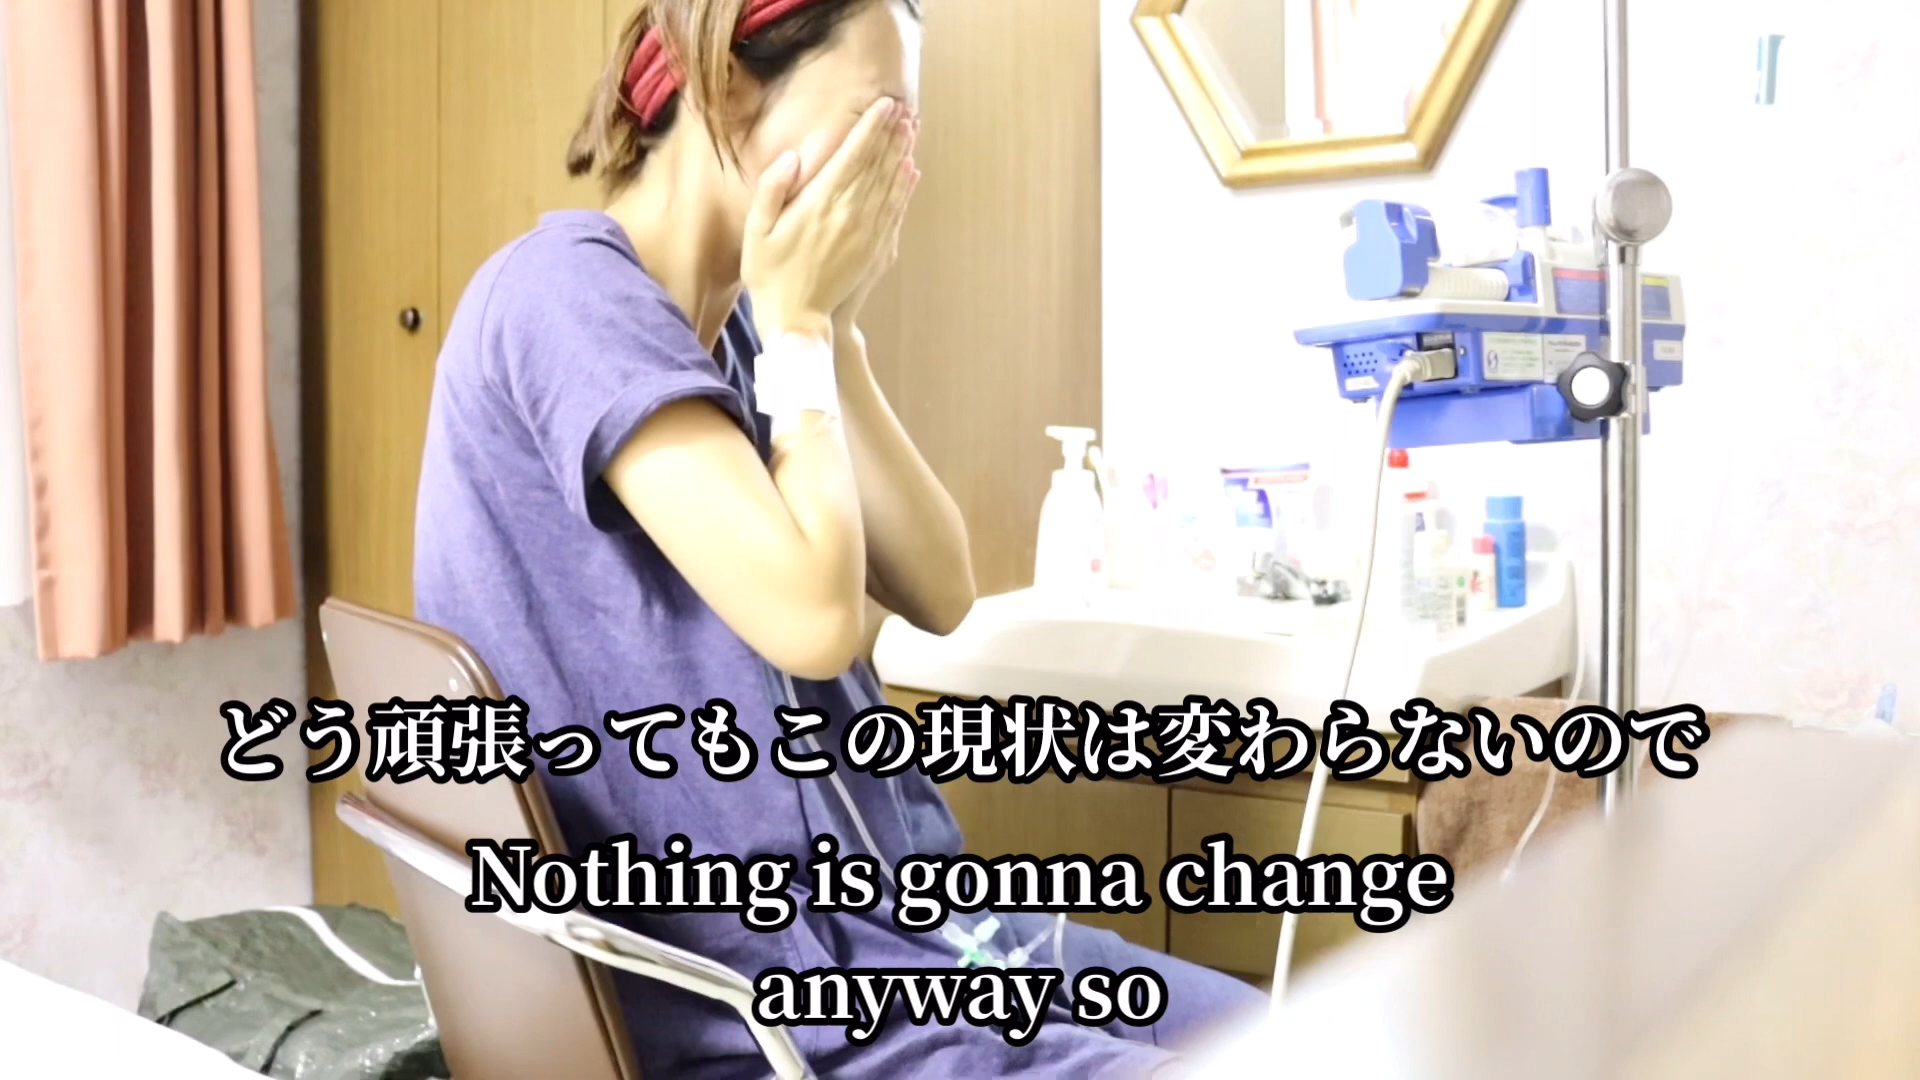 どう頑張ってもこの現状は変わらないので
Nothing is gonna change
anyway so